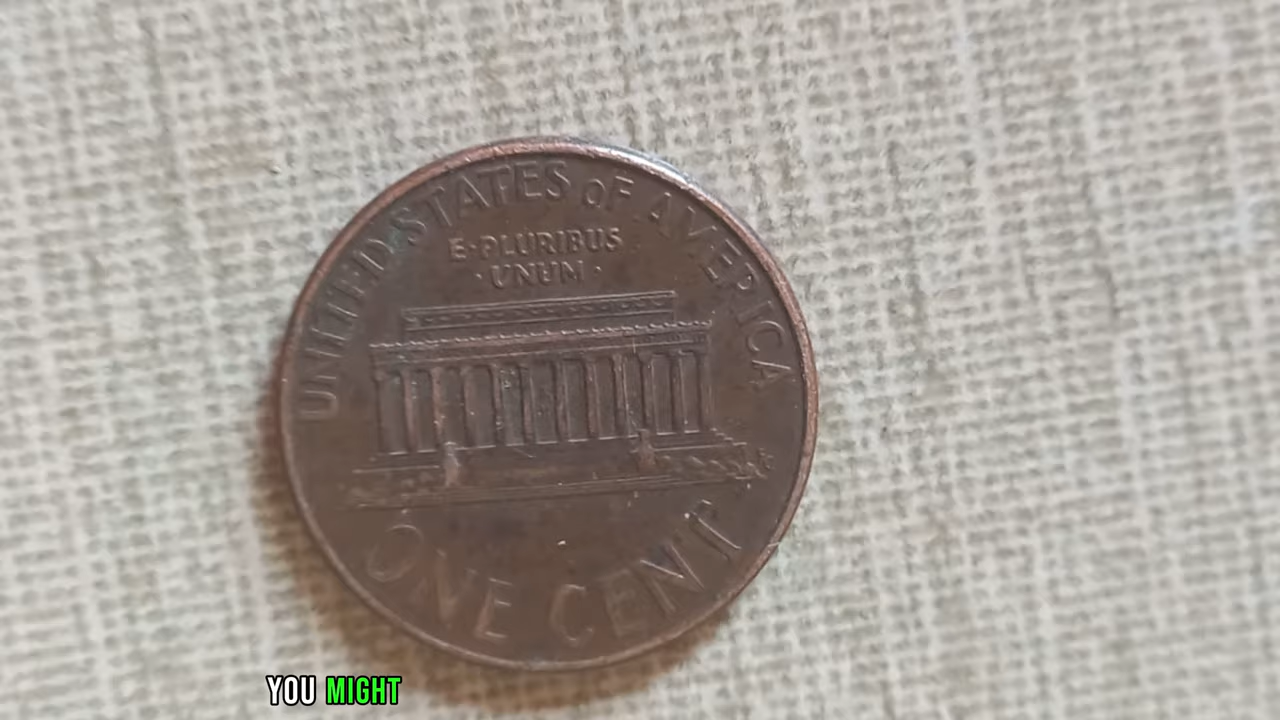 UNITED STATES OF AMERICA
E·PLURIBUS
·UNUM·
ONE CENT
YOU MIGHT